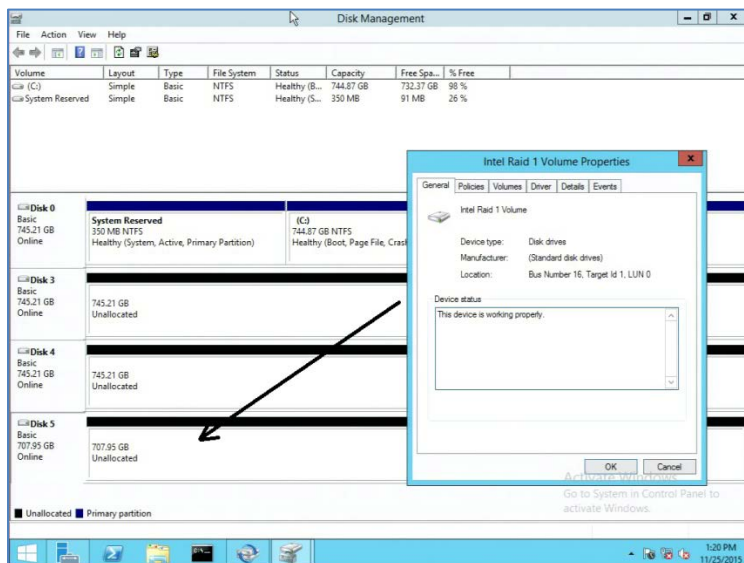 Disk Management
File Action View Help
Volume Layout Type File System Status Capacity Free Spa... % Free
(C:) Simple Basic NTFS Healthy (B... 744.87 GB 732.37 GB 98 %
System Reserved Simple Basic NTFS Healthy (S... 350 MB 91 MB 26 %
Disk 0
Basic
745.21 GB
Online
System Reserved
350 MB NTFS
Healthy (System, Active, Primary Partition)
(C:)
744.87 GB NTFS
Healthy (Boot, Page File, Crash
Disk 3
Basic
745.21 GB
Online
745.21 GB
Unallocated
Disk 4
Basic
745.21 GB
Online
745.21 GB
Unallocated
Disk 5
Basic
707.95 GB
Online
707.95 GB
Unallocated
Unallocated Primary partition
Intel Raid 1 Volume Properties
General Policies Volumes Driver Details Events
Intel Raid 1 Volume
Device type: Disk drives
Manufacturer: (Standard disk drives)
Location: Bus Number 16, Target Id 1, LUN 0
Device status
This device is working properly.
OK Cancel
Activate Windows
Go to System in Control Panel to
activate Windows.
1:20 PM
11/25/2015